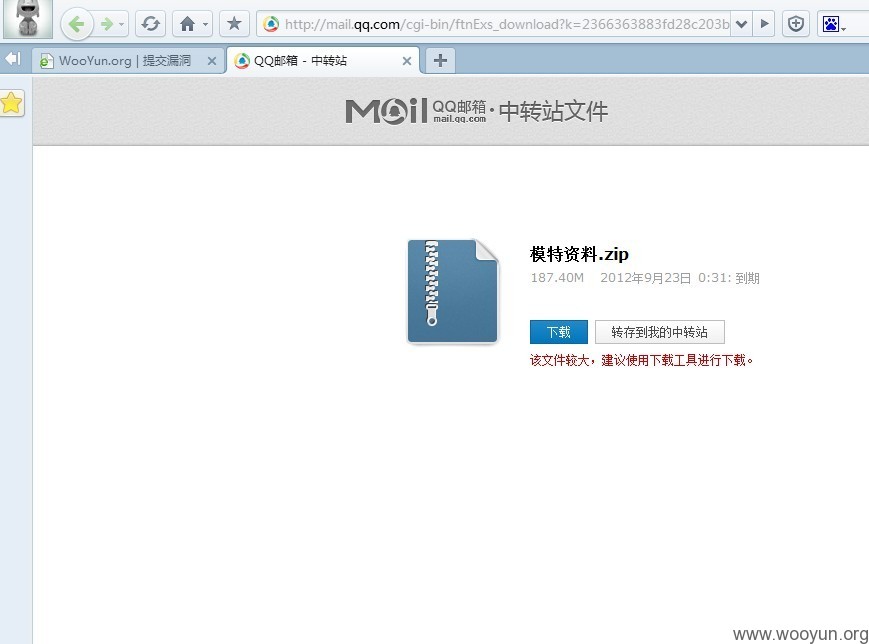 http://mail.qq.com/cgi-bin/ftnExs_download?k=2366363883fd28c203b
WooYun.org | 提交漏洞
QQ邮箱 - 中转站
Mail QQ邮箱 mail.qq.com · 中转站文件
模特资料.zip
187.40M 2012年9月23日 0:31: 到期
下载 转存到我的中转站
该文件较大，建议使用下载工具进行下载。
www.wooyun.org